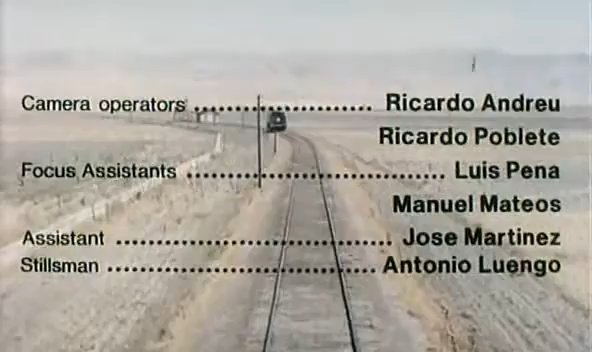 Camera operators .......................... Ricardo Andreu
Ricardo Poblete
Focus Assistants .................................... Luis Pena
Manuel Mateos
Assistant ...................................... Jose Martinez
Stillsman ..................................... Antonio Luengo